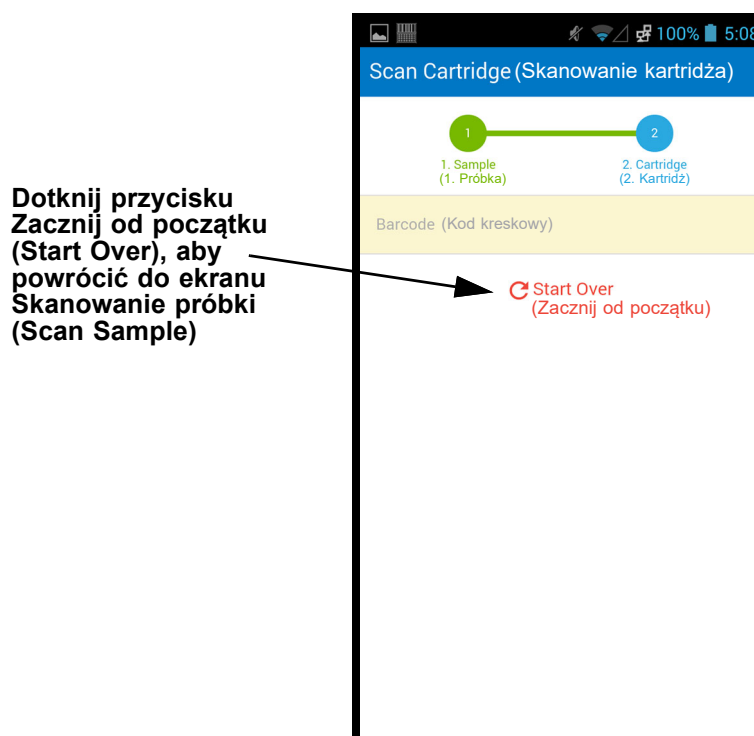 100% 5:08
Scan Cartridge (Skanowanie kartridża)
1 2
1. Sample 2. Cartridge
(1. Próbka) (2. Kartridż)
Dotknij przycisku
Zacznij od początku
(Start Over), aby
powrócić do ekranu
Skanowanie próbki
(Scan Sample)
Barcode (Kod kreskowy)
Start Over
(Zacznij od początku)